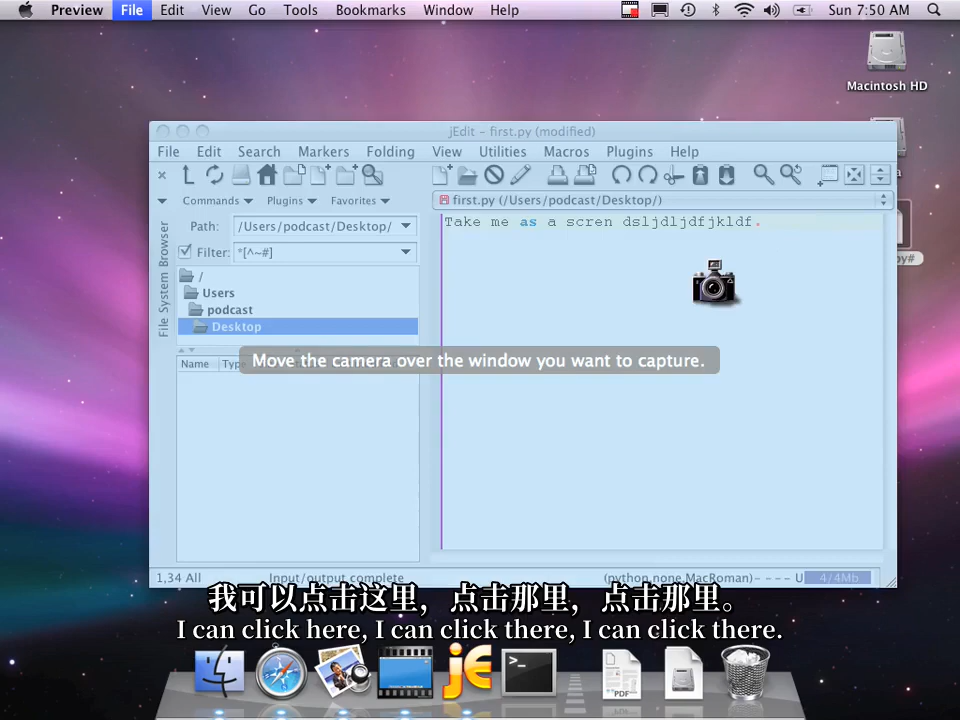 Preview File Edit View Go Tools Bookmarks Window Help Sun 7:50 AM
Macintosh HD
jEdit - first.py (modified)
File Edit Search Markers Folding View Utilities Macros Plugins Help
Commands Plugins Favorites
first.py (/Users/podcast/Desktop/)
Path: /Users/podcast/Desktop/
Take me as a scren dsljdljdfjkldf.
Filter: *[^~#]
File System Browser
/
Users
podcast
Desktop
Name Typ
Move the camera over the window you want to capture.
1,34 All Input/output complete (python,none,MacRoman)- - - - U 4/4Mb
我可以点击这里，点击那里，点击那里。
I can click here, I can click there, I can click there.
jE
>_
PDF